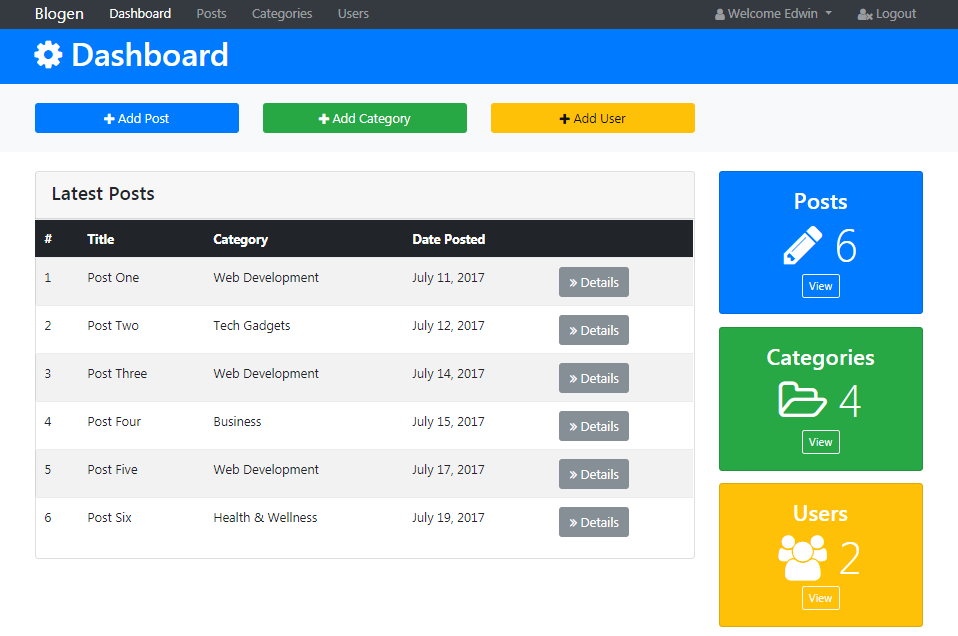 Blogen Dashboard Posts Categories Users Welcome Edwin Logout
Dashboard
Add Post Add Category Add User
Latest Posts
# Title Category Date Posted
1 Post One Web Development July 11, 2017 » Details
2 Post Two Tech Gadgets July 12, 2017 » Details
3 Post Three Web Development July 14, 2017 » Details
4 Post Four Business July 15, 2017 » Details
5 Post Five Web Development July 17, 2017 » Details
6 Post Six Health & Wellness July 19, 2017 » Details
Posts
6
View
Categories
4
View
Users
2
View